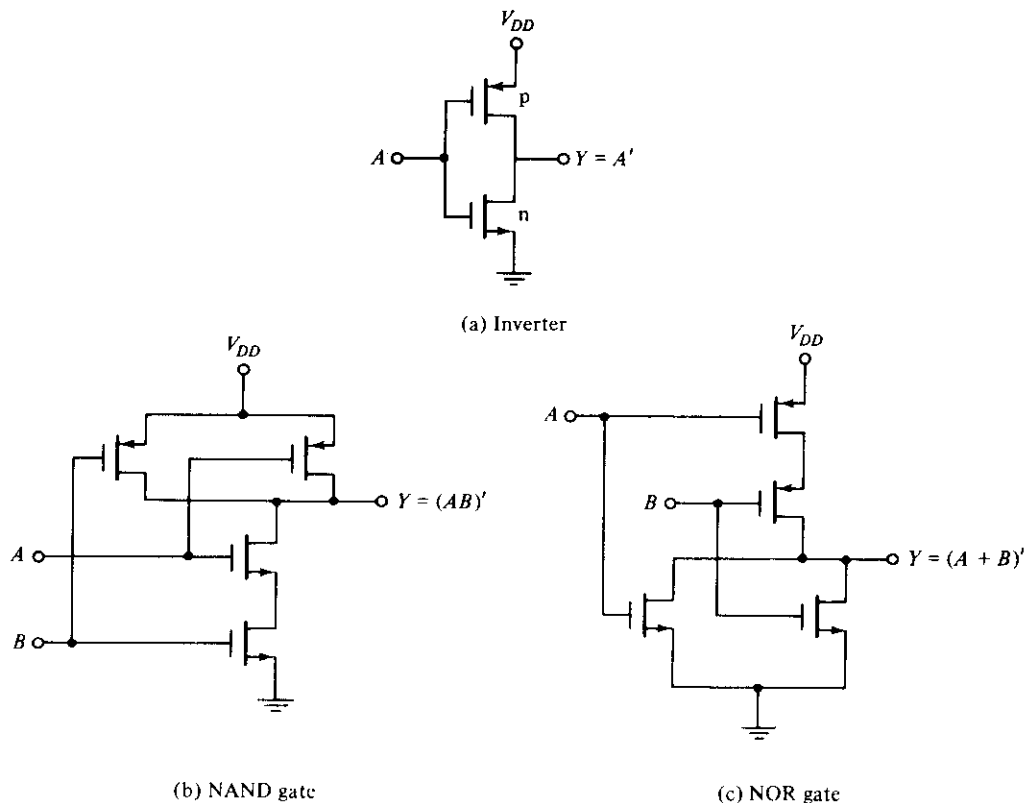 V_DD
p
A
Y = A'
n
(a) Inverter
V_DD
Y = (AB)'
A
B
(b) NAND gate
V_DD
A
B
Y = (A + B)'
(c) NOR gate